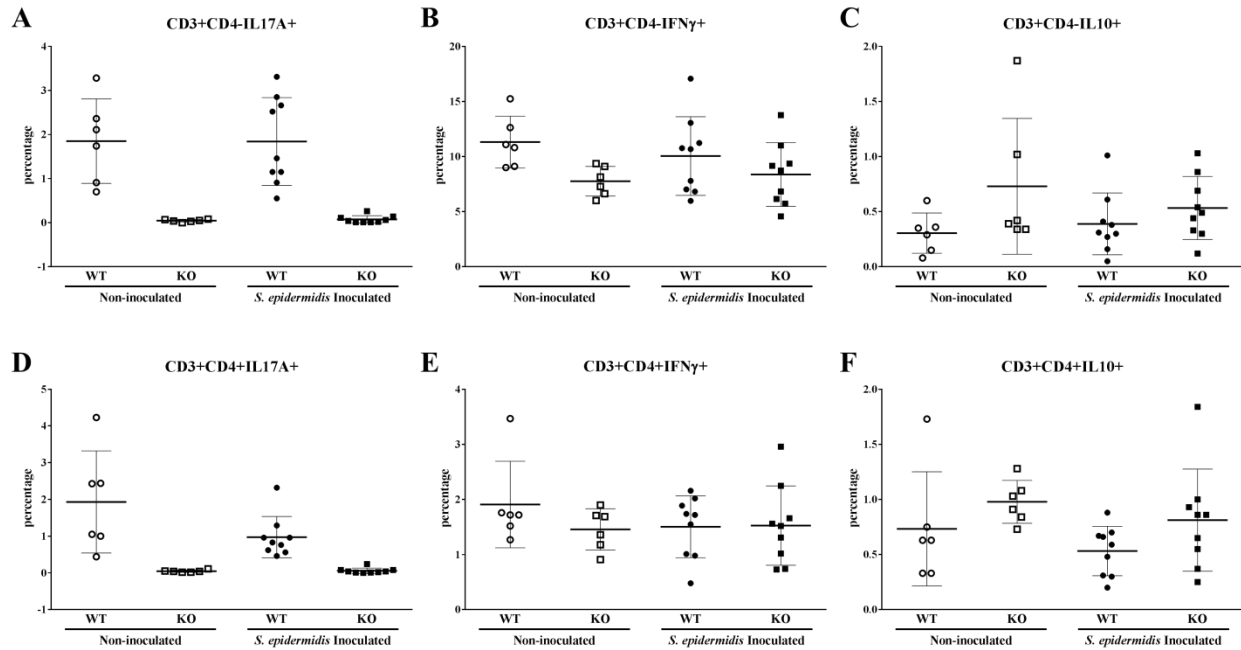 A
CD3+CD4-IL17A+
percentage
4
3
2
1
0
-1
WT
KO
WT
KO
Non-inoculated
S. epidermidis Inoculated
B
CD3+CD4-IFNγ+
percentage
20
15
10
5
0
WT
KO
WT
KO
Non-inoculated
S. epidermidis Inoculated
C
CD3+CD4-IL10+
percentage
2.0
1.5
1.0
0.5
0.0
WT
KO
WT
KO
Non-inoculated
S. epidermidis Inoculated
D
CD3+CD4+IL17A+
percentage
5
4
3
2
1
0
-1
WT
KO
WT
KO
Non-inoculated
S. epidermidis Inoculated
E
CD3+CD4+IFNγ+
percentage
4
3
2
1
0
WT
KO
WT
KO
Non-inoculated
S. epidermidis Inoculated
F
CD3+CD4+IL10+
percentage
2.0
1.5
1.0
0.5
0.0
WT
KO
WT
KO
Non-inoculated
S. epidermidis Inoculated